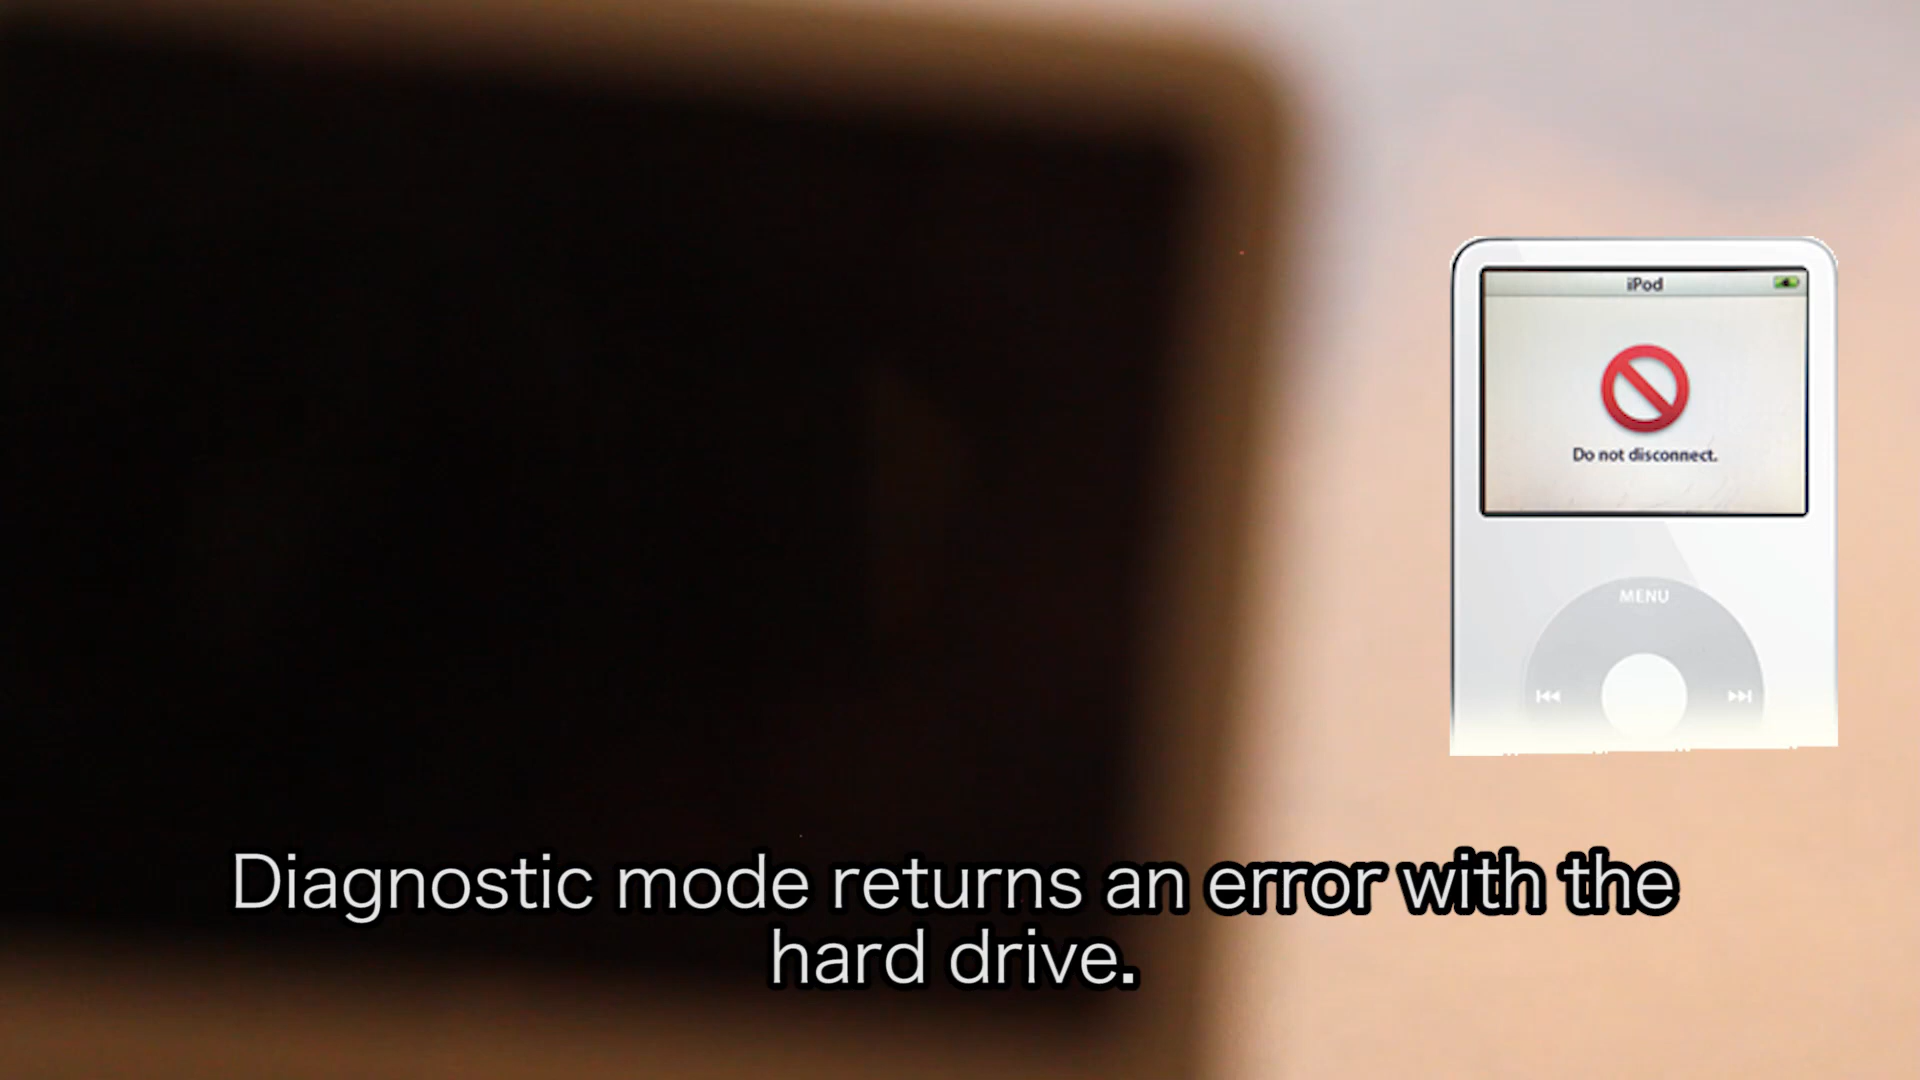 iPod
Do not disconnect.
MENU
Diagnostic mode returns an error with the
hard drive.